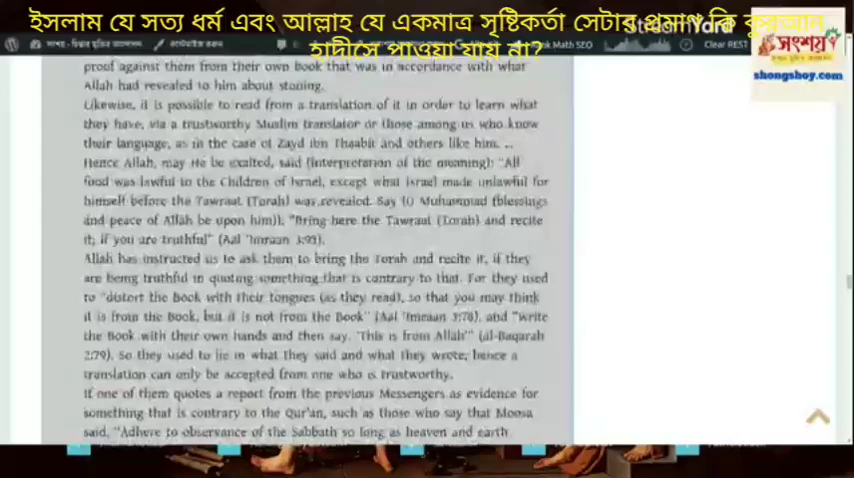 ইসলাম যে সত্য ধর্ম এবং আল্লাহ যে একমাত্র সৃষ্টিকর্তা সেটার প্রমাণ কি কুরআন
হাদীসে পাওয়া যায় না?
StreamYard
k Math SEO
Clear REST
সংশয়
shongshoy.com
proof against them from their own book that was in accordance with what
Allah had revealed to him about stoning.
Likewise, it is possible to read from a translation of it in order to learn what
they have, via a trustworthy Muslim translator or those among us who know
their language, as in the case of Zayd ibn Thaabit and others like him. ...
Hence Allah, may He be exalted, said (interpretation of the meaning): "All
food was lawful to the Children of Israel, except what Israel made unlawful for
himself before the Tawraat (Torah) was revealed. Say (O Muhammad (blessings
and peace of Allah be upon him)), "Bring here the Tawraat (Torah) and recite
it, if you are truthful" (Aal 'Imraan 3:93).
Allah has instructed us to ask them to bring the Torah and recite it, if they
are being truthful in quoting something that is contrary to that. For they used
to "distort the Book with their tongues (as they read), so that you may think
it is from the Book, but it is not from the Book" (Aal 'Imraan 3:78), and "write
the Book with their own hands and then say, 'This is from Allah'" (al-Baqarah
2:79). So they used to lie in what they said and what they wrote; hence a
translation can only be accepted from one who is trustworthy.
If one of them quotes a report from the previous Messengers as evidence for
something that is contrary to the Qur'an, such as those who say that Moosa
said, "Adhere to observance of the Sabbath so long as heaven and earth